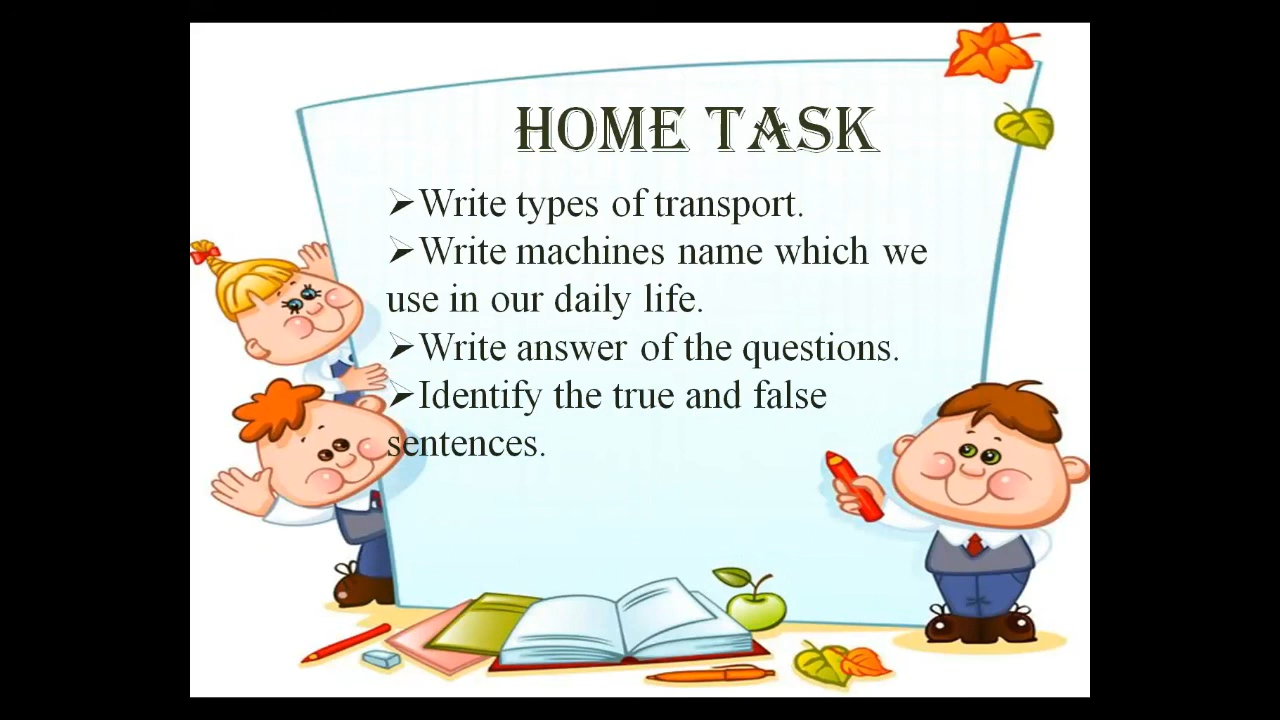 HOME TASK
➢Write types of transport.
➢Write machines name which we
use in our daily life.
➢Write answer of the questions.
➢Identify the true and false
sentences.